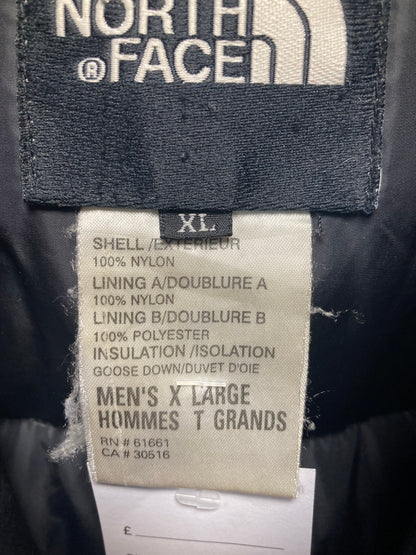 NORTH
® FACE
XL
SHELL /EXTÉRIEUR
100% NYLON
LINING A/DOUBLURE A
100% NYLON
LINING B/DOUBLURE B
100% POLYESTER
INSULATION /ISOLATION
GOOSE DOWN/DUVET D'OIE
MEN'S X LARGE
HOMMES T GRANDS
RN # 61661
CA # 30516
£